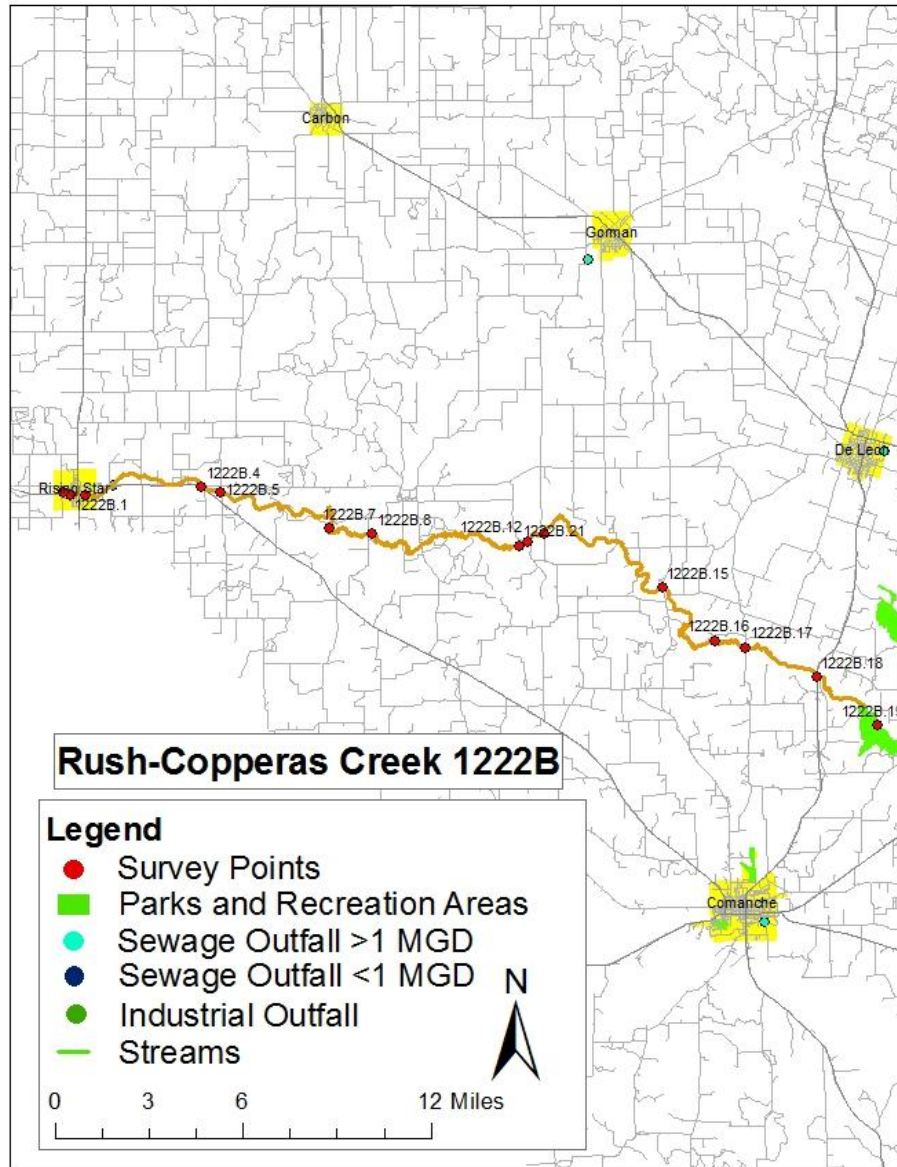 Carbon
Gorman
De Leon
Rising Star
1222B.1
1222B.4
1222B.5
1222B.7
1222B.8
1222B.12
1222B.21
1222B.15
1222B.16
1222B.17
1222B.18
1222B.19
Rush-Copperas Creek 1222B
Comanche
Legend
Survey Points
Parks and Recreation Areas
Sewage Outfall >1 MGD
Sewage Outfall <1 MGD
Industrial Outfall
Streams
N
0 3 6 12 Miles